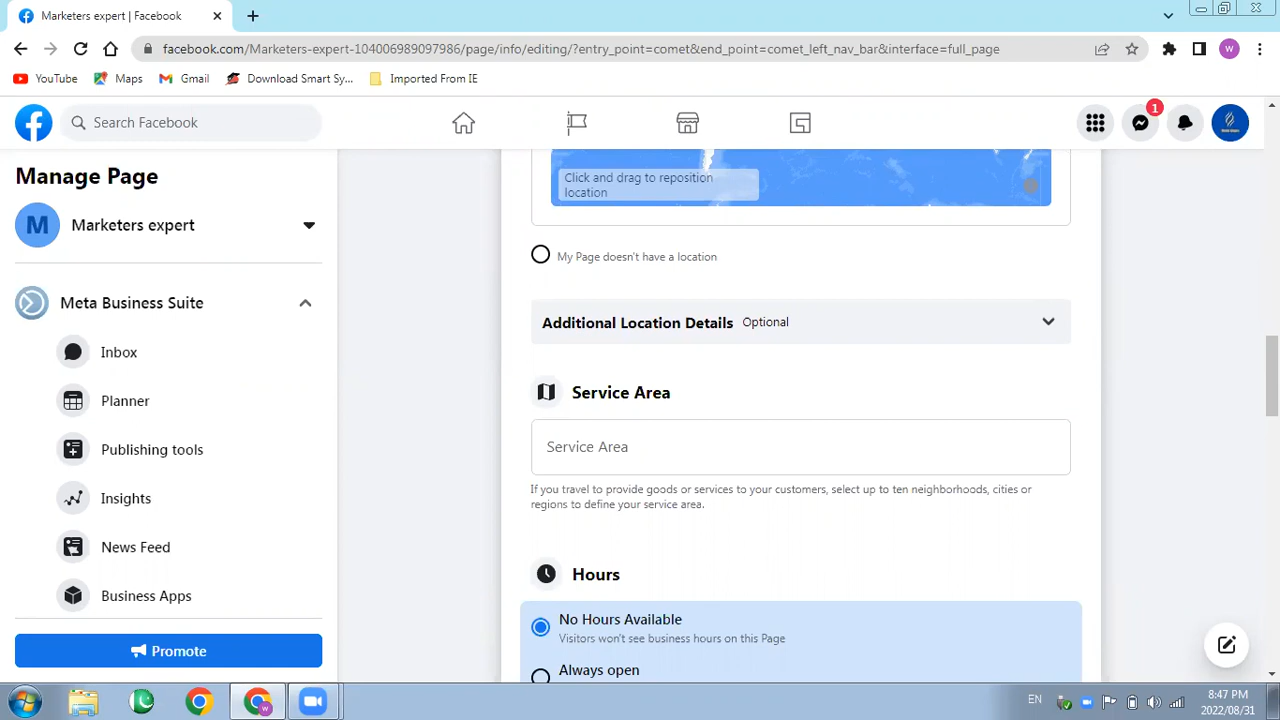 Marketers expert | Facebook
facebook.com/Marketers-expert-104006989097986/page/info/editing/?entry_point=comet&end_point=comet_left_nav_bar&interface=full_page
W
YouTube
Maps
Gmail
Download Smart Sy...
Imported From IE
Search Facebook
1
Manage Page
M
Marketers expert
Meta Business Suite
Inbox
Planner
Publishing tools
Insights
News Feed
Business Apps
Promote
Click and drag to reposition
location
My Page doesn't have a location
Additional Location Details Optional
Service Area
Service Area
If you travel to provide goods or services to your customers, select up to ten neighborhoods, cities or
regions to define your service area.
Hours
No Hours Available
Visitors won't see business hours on this Page
Always open
EN
8:47 PM
2022/08/31